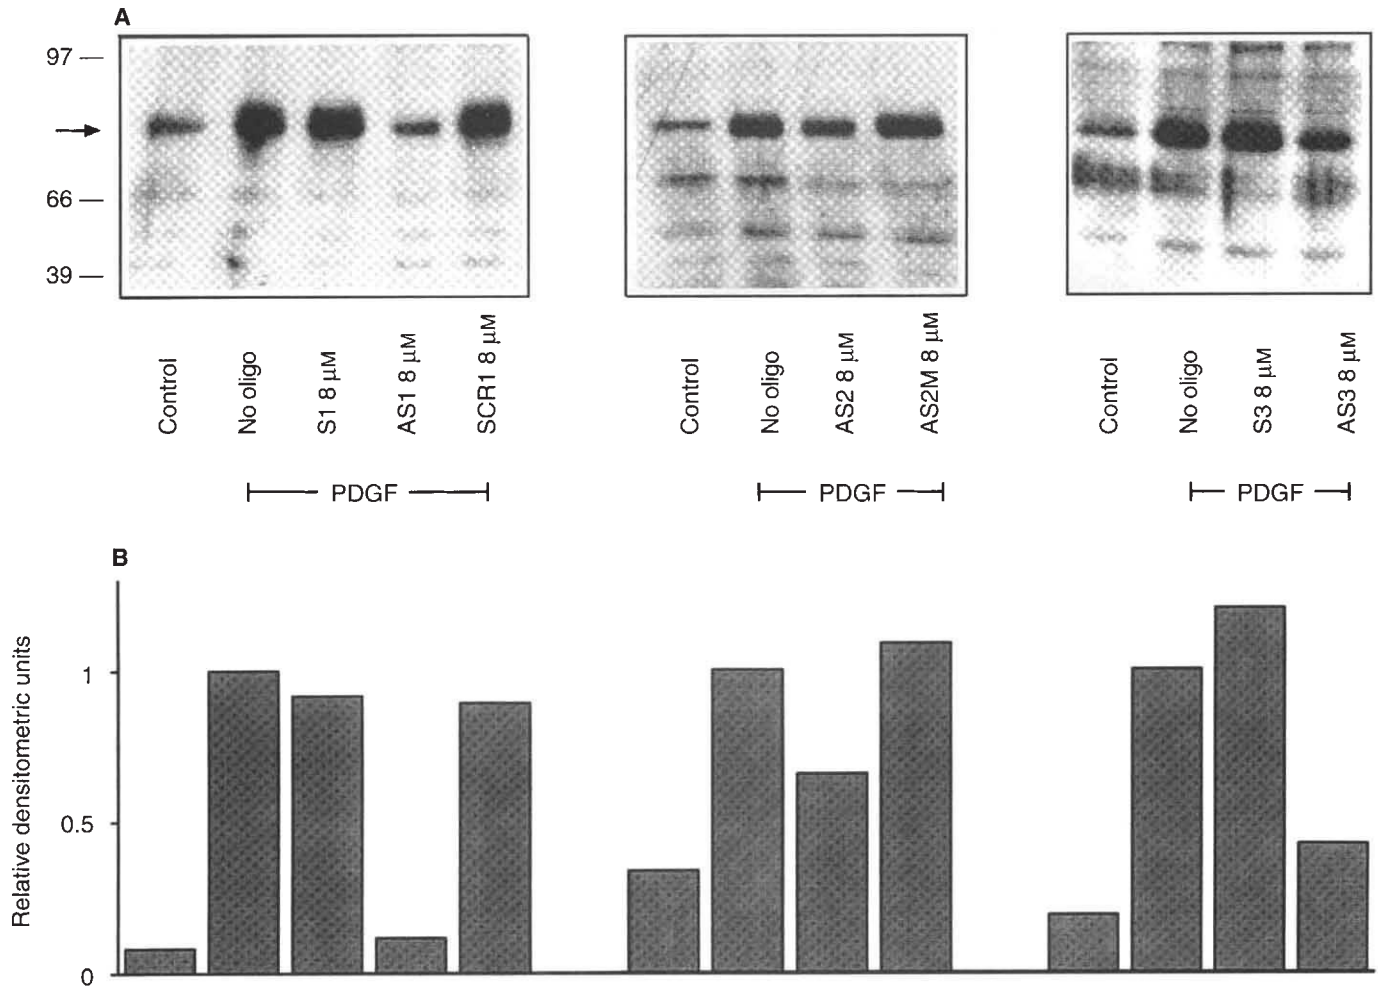 A
97
66
39
Control
No oligo
S1 8 µM
AS1 8 µM
SCR1 8 µM
Control
No oligo
AS2 8 µM
AS2M 8 µM
Control
No oligo
S3 8 µM
AS3 8 µM
PDGF
PDGF
PDGF
B
Relative densitometric units
1
0.5
0